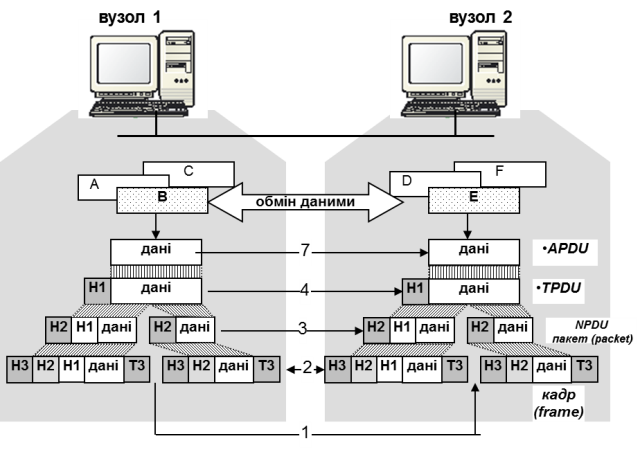 вузол 1 вузол 2
C F
A D
B обмін даними E
дані 7 дані •APDU
H1 дані 4 H1 дані •TPDU
H2 H1 дані H2 дані 3 H2 H1 дані H2 дані NPDU
пакет (packet)
H3 H2 H1 дані T3 H3 H2 дані T3 2 H3 H2 H1 дані T3 H3 H2 дані T3
кадр
(frame)
1